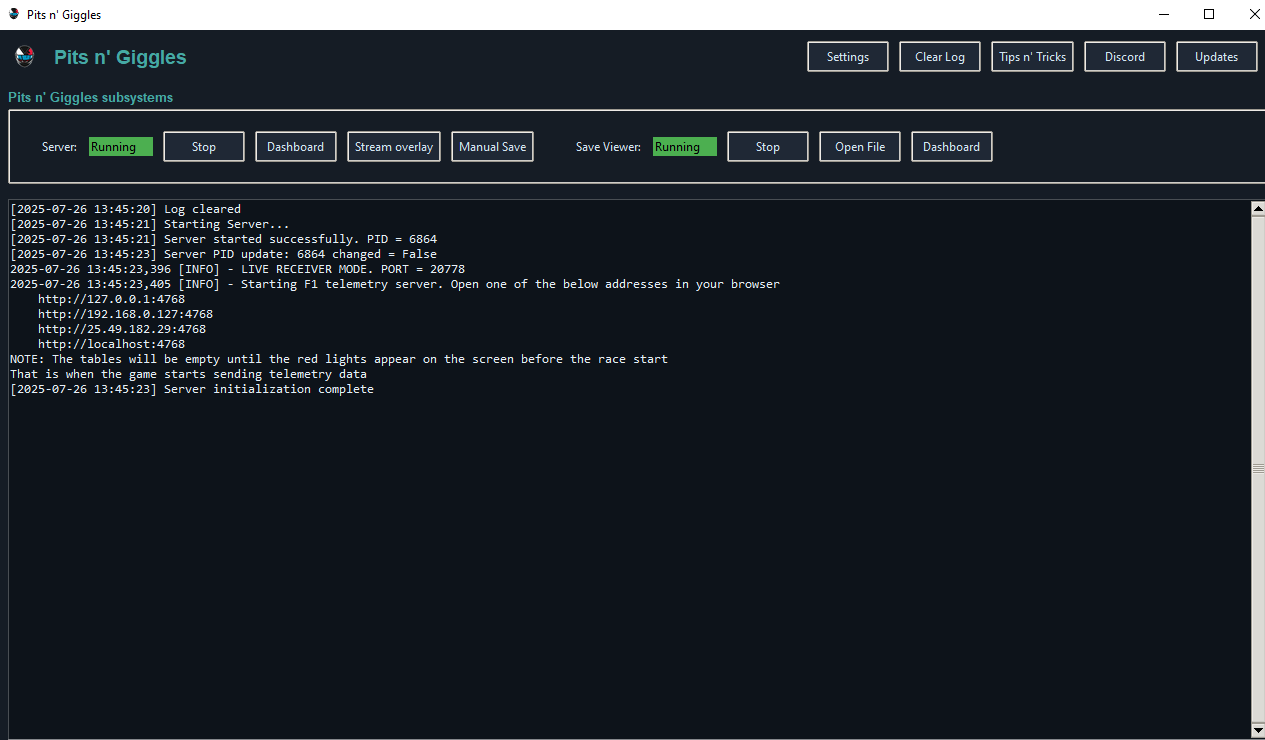 Pits n' Giggles
Pits n' Giggles
Settings
Clear Log
Tips n' Tricks
Discord
Updates
Pits n' Giggles subsystems
Server: Running Stop Dashboard Stream overlay Manual Save Save Viewer: Running Stop Open File Dashboard
[2025-07-26 13:45:20] Log cleared
[2025-07-26 13:45:21] Starting Server...
[2025-07-26 13:45:21] Server started successfully. PID = 6864
[2025-07-26 13:45:23] Server PID update: 6864 changed = False
2025-07-26 13:45:23,396 [INFO] - LIVE RECEIVER MODE. PORT = 20778
2025-07-26 13:45:23,405 [INFO] - Starting F1 telemetry server. Open one of the below addresses in your browser
http://127.0.0.1:4768
http://192.168.0.127:4768
http://25.49.182.29:4768
http://localhost:4768
NOTE: The tables will be empty until the red lights appear on the screen before the race start
That is when the game starts sending telemetry data
[2025-07-26 13:45:23] Server initialization complete